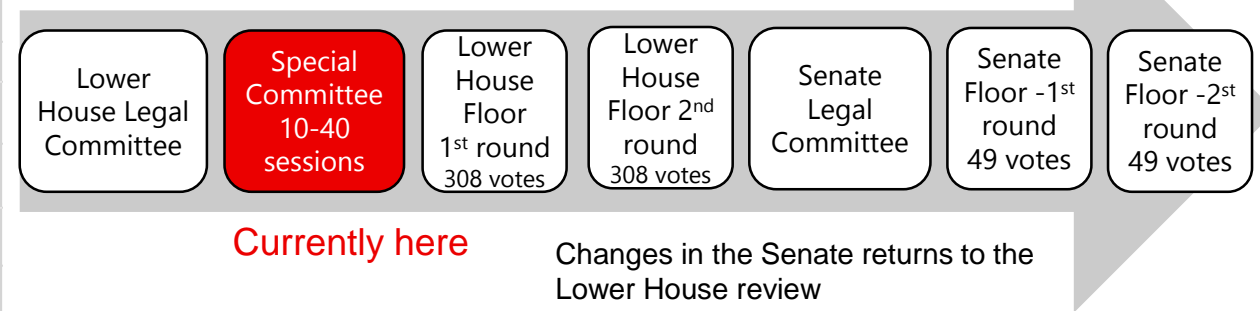 Lower
House Legal
Committee
Special
Committee
10-40
sessions
Lower
House
Floor
1st round
308 votes
Lower
House
Floor 2nd
round
308 votes
Senate
Legal
Committee
Senate
Floor -1st
round
49 votes
Senate
Floor -2st
round
49 votes
Currently here
Changes in the Senate returns to the
Lower House review